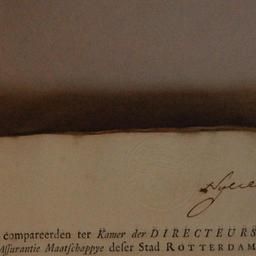 compareerden ter Kamer der DIRECTEURS
Aſſurantie Maatſchappye deſer Stad ROTTERDAM